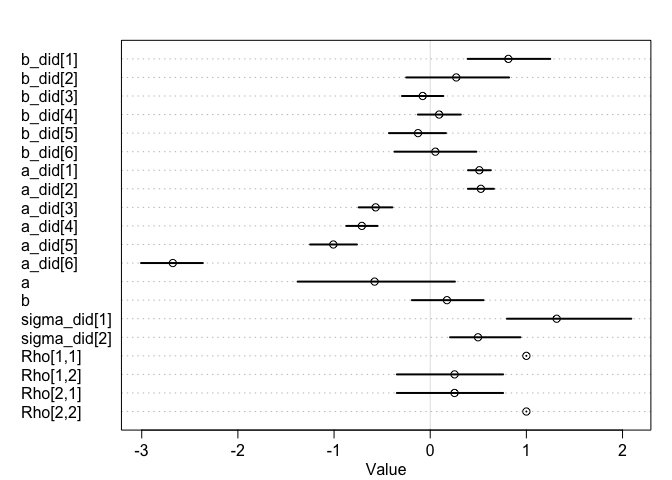 b_did[1]
b_did[2]
b_did[3]
b_did[4]
b_did[5]
b_did[6]
a_did[1]
a_did[2]
a_did[3]
a_did[4]
a_did[5]
a_did[6]
a
b
sigma_did[1]
sigma_did[2]
Rho[1,1]
Rho[1,2]
Rho[2,1]
Rho[2,2]
-3 -2 -1 0 1 2
Value